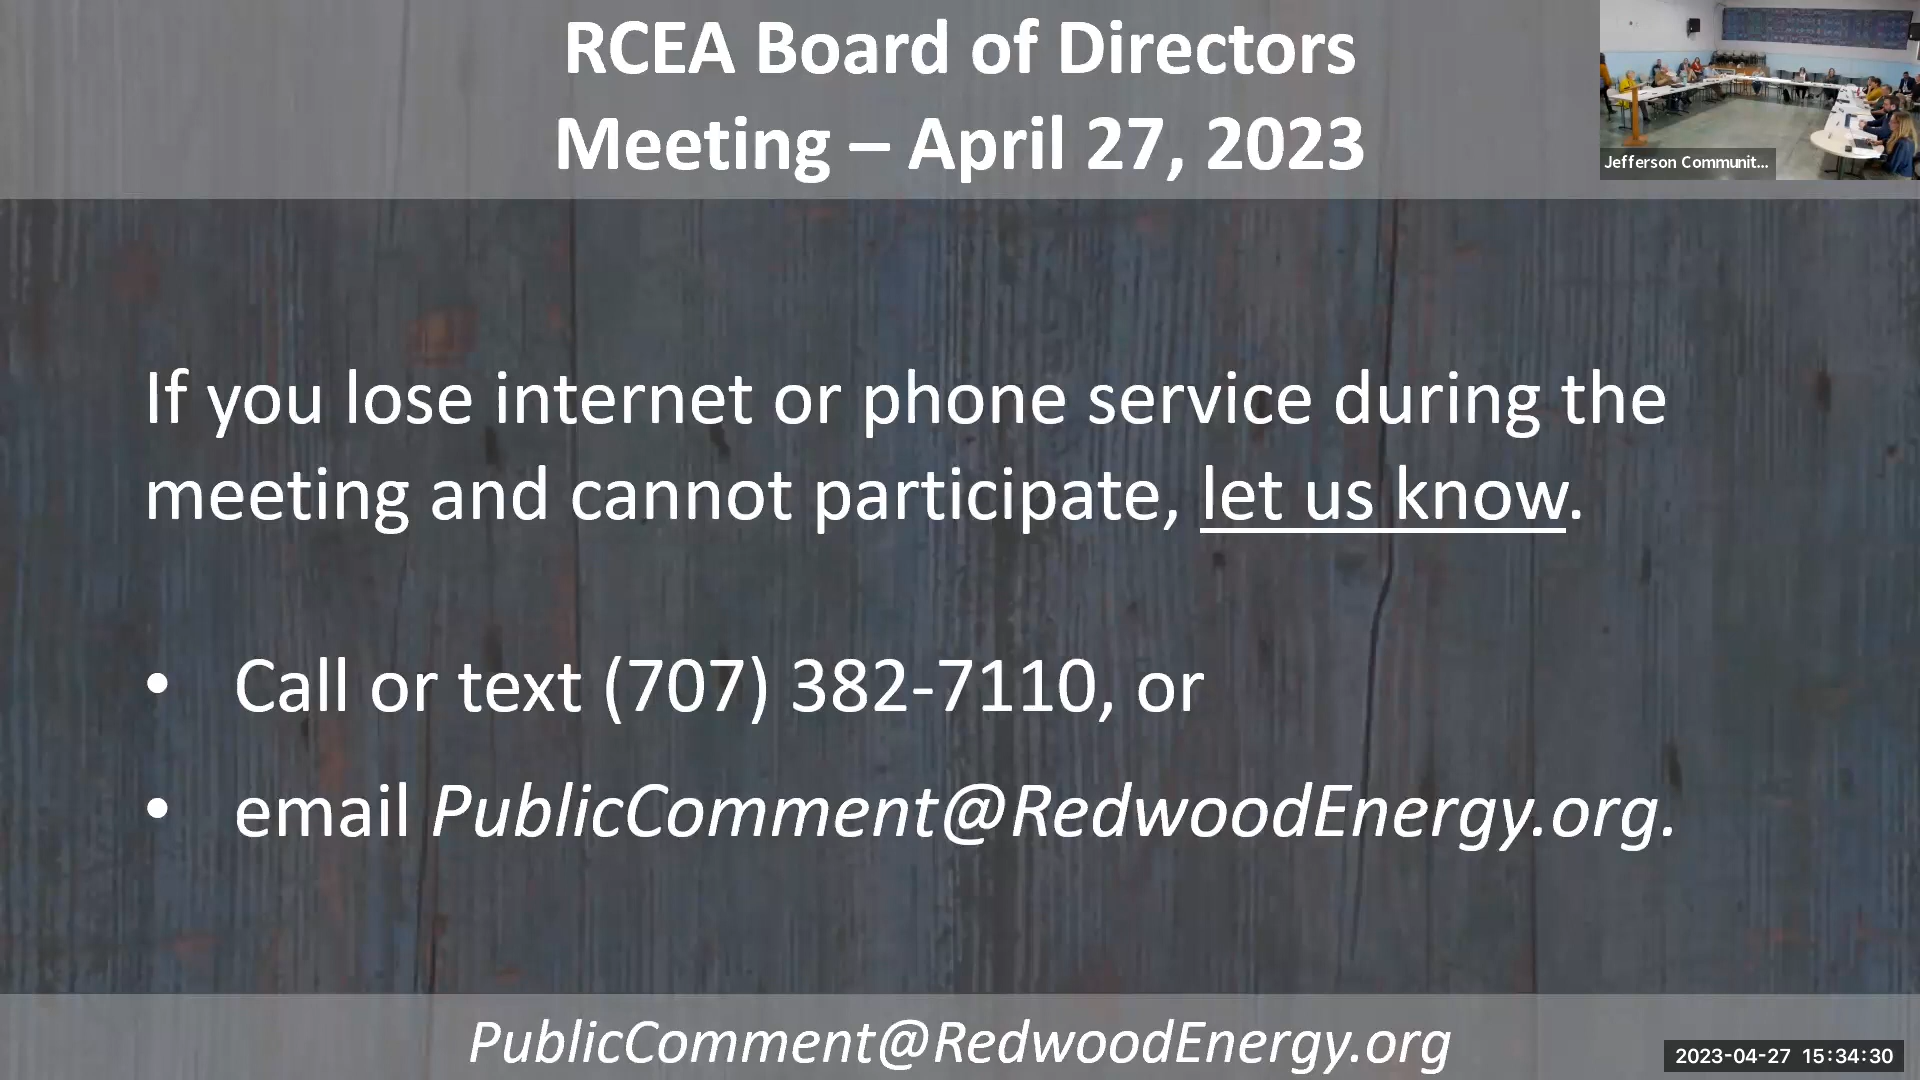 RCEA Board of Directors
Meeting – April 27, 2023
Jefferson Communit...
If you lose internet or phone service during the
meeting and cannot participate, let us know.
• Call or text (707) 382-7110, or
• email PublicComment@RedwoodEnergy.org.
PublicComment@RedwoodEnergy.org
2023-04-27 15:34:30